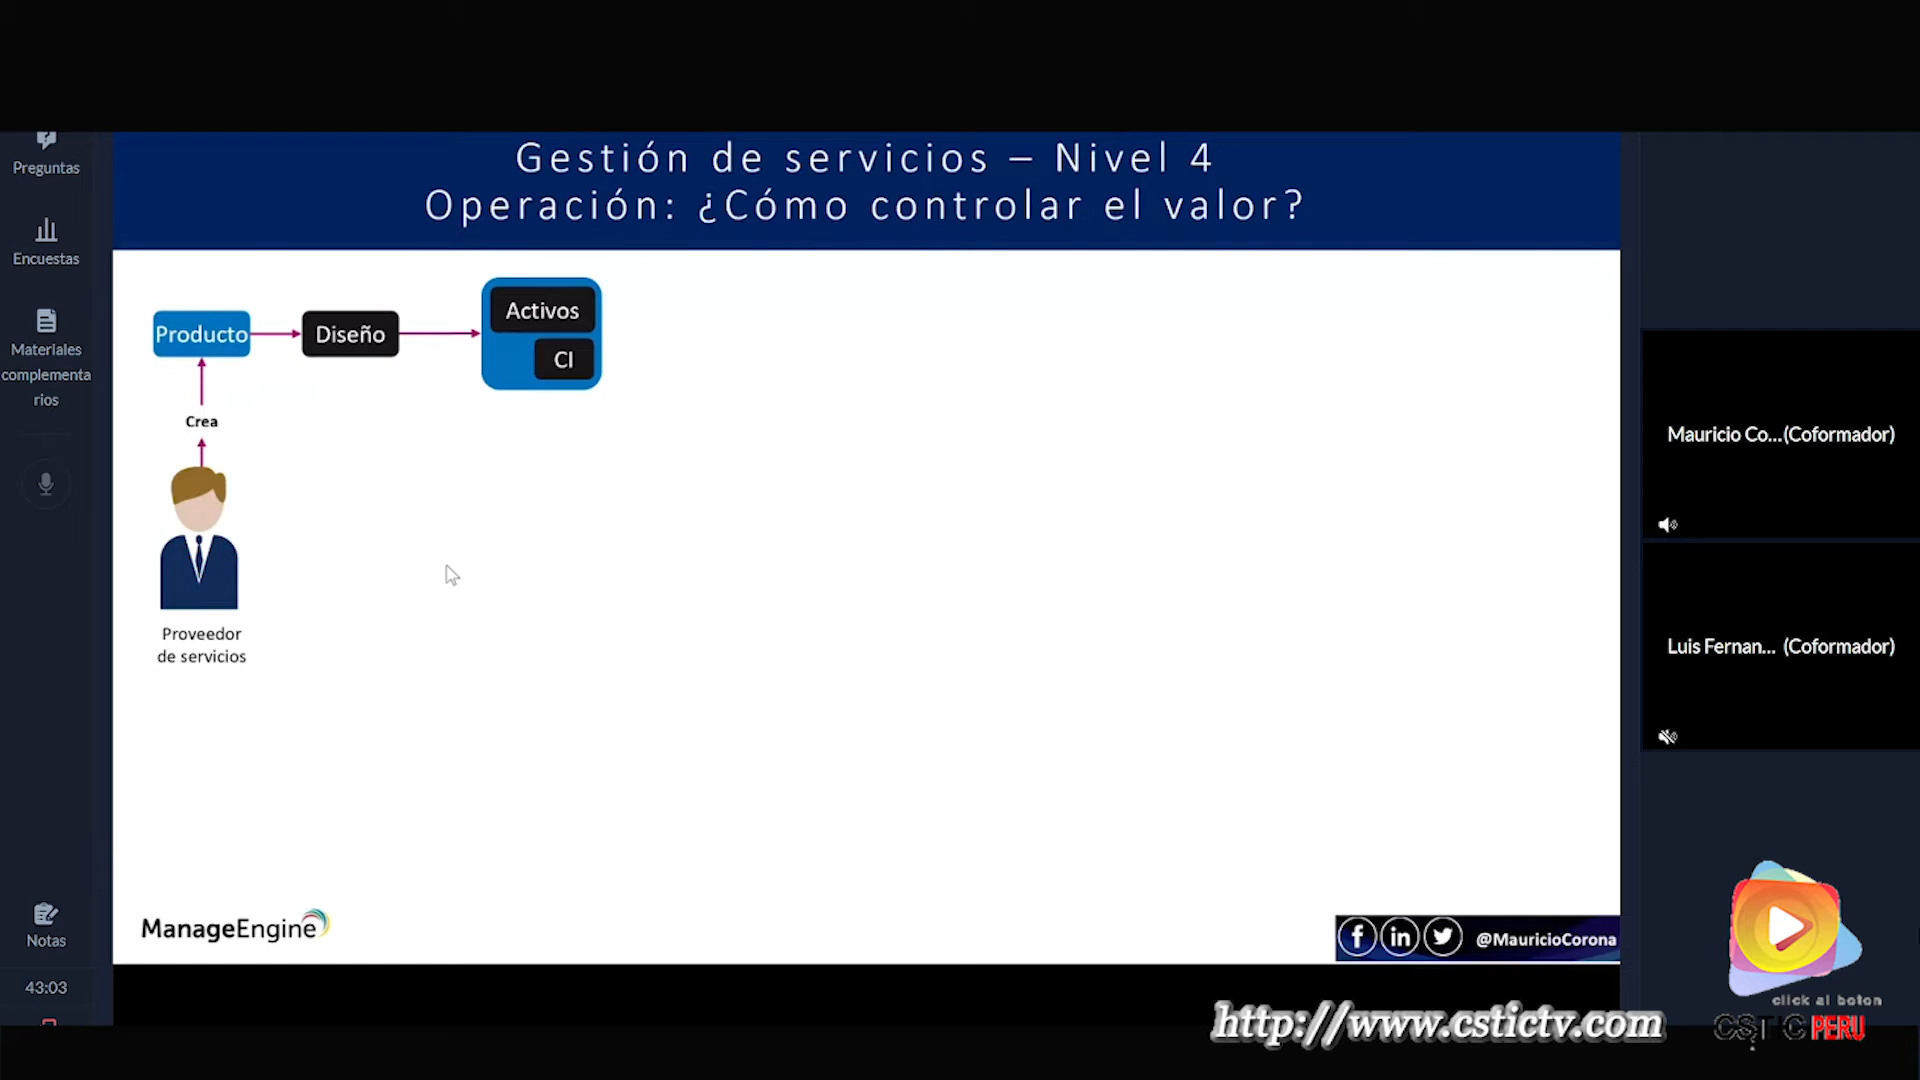 Preguntas
Encuestas
Materiales
complementa
rios
Notas
43:03
Gestión de servicios – Nivel 4
Operación: ¿Cómo controlar el valor?
Producto
Diseño
Activos
CI
Crea
Proveedor
de servicios
ManageEngine
@MauricioCorona
Mauricio Co...(Coformador)
Luis Fernan... (Coformador)
click al boton
CSTIC PERU
http://www.cstictv.com